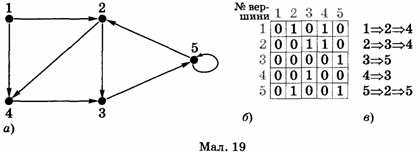 1 2
5
4 3
а)
№ вер-
шини 1 2 3 4 5
1 0 1 0 1 0
2 0 0 1 1 0
3 0 0 0 0 1
4 0 0 1 0 0
5 0 1 0 0 1
б)
1⇒2⇒4
2⇒3⇒4
3⇒5
4⇒3
5⇒2⇒5
в)
Мал. 19